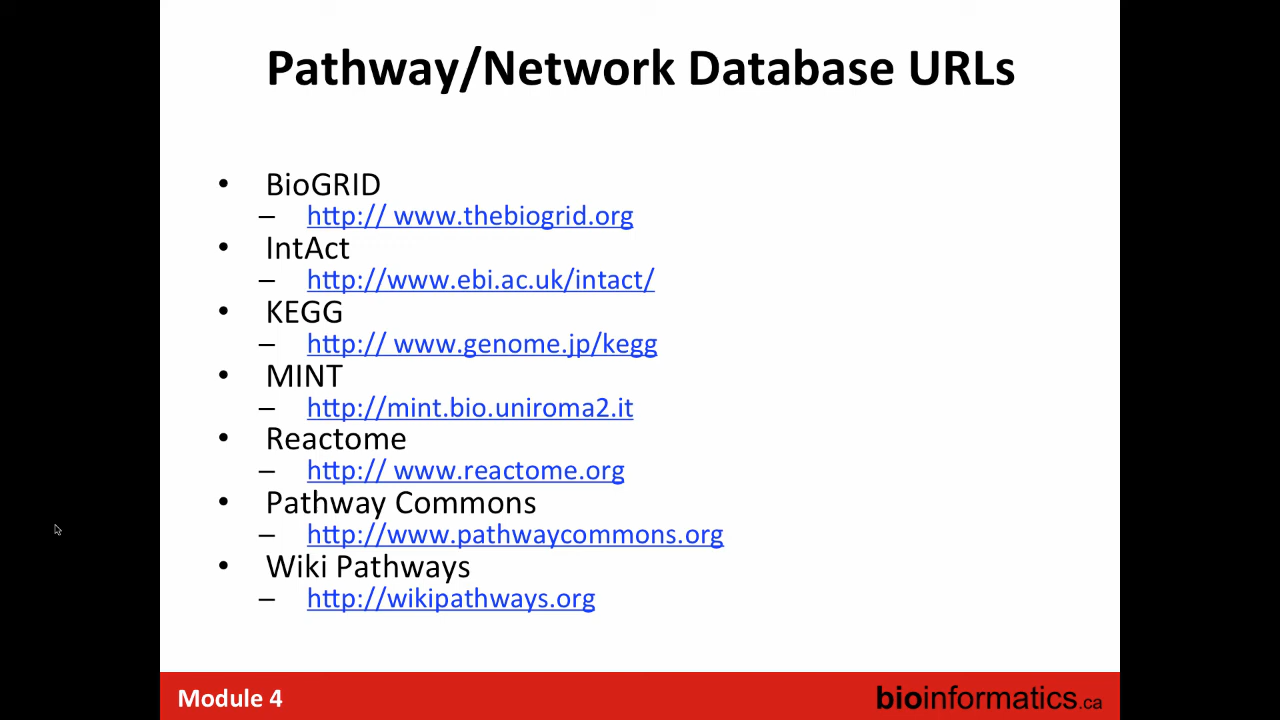 Pathway/Network Database URLs
• BioGRID
– http:// www.thebiogrid.org
• IntAct
– http://www.ebi.ac.uk/intact/
• KEGG
– http:// www.genome.jp/kegg
• MINT
– http://mint.bio.uniroma2.it
• Reactome
– http:// www.reactome.org
• Pathway Commons
– http://www.pathwaycommons.org
• Wiki Pathways
– http://wikipathways.org
Module 4
bioinformatics.ca